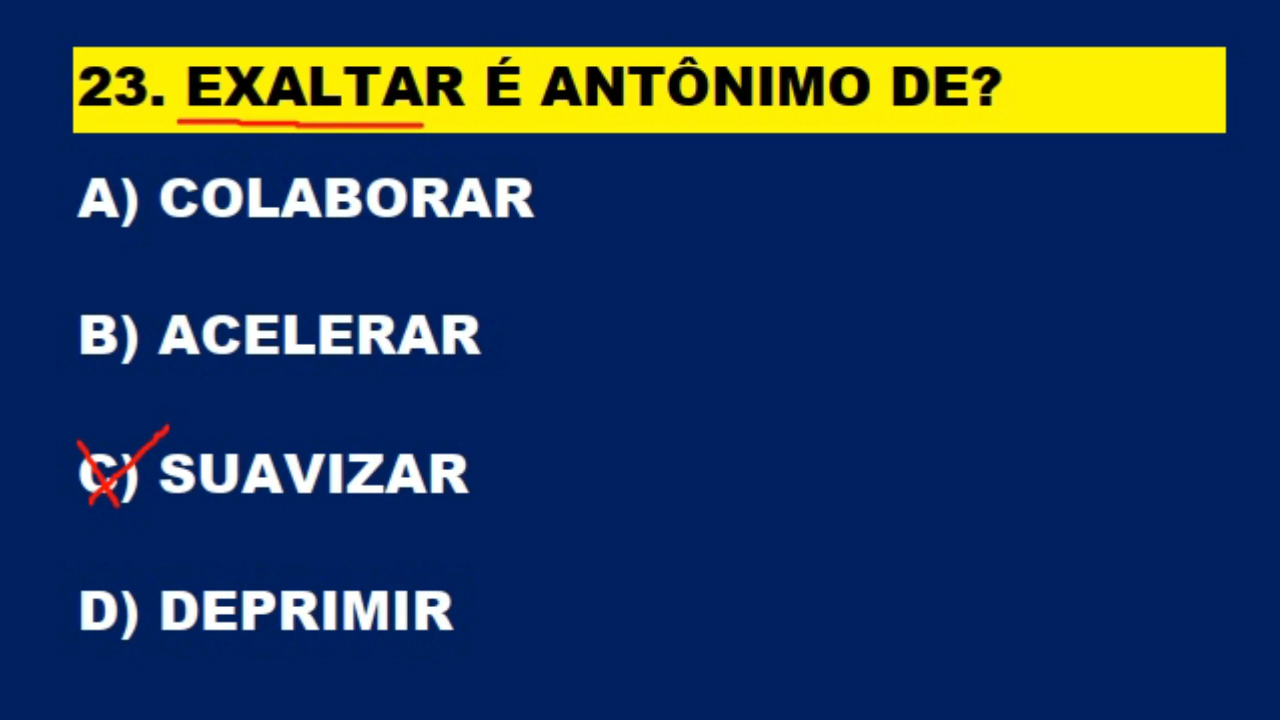 23. EXALTAR É ANTÔNIMO DE?
A) COLABORAR
B) ACELERAR
C) SUAVIZAR
D) DEPRIMIR